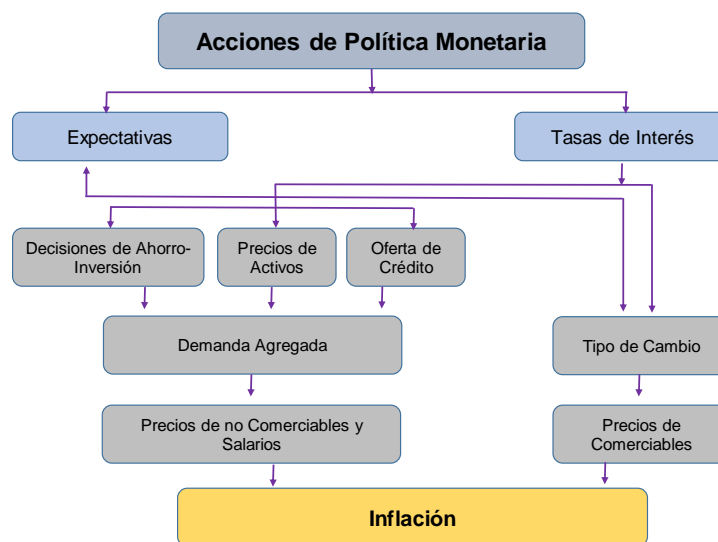 Acciones de Política Monetaria
Expectativas
Tasas de Interés
Decisiones de Ahorro-
Inversión
Precios de
Activos
Oferta de
Crédito
Demanda Agregada
Tipo de Cambio
Precios de no Comerciables y
Salarios
Precios de
Comerciables
Inflación